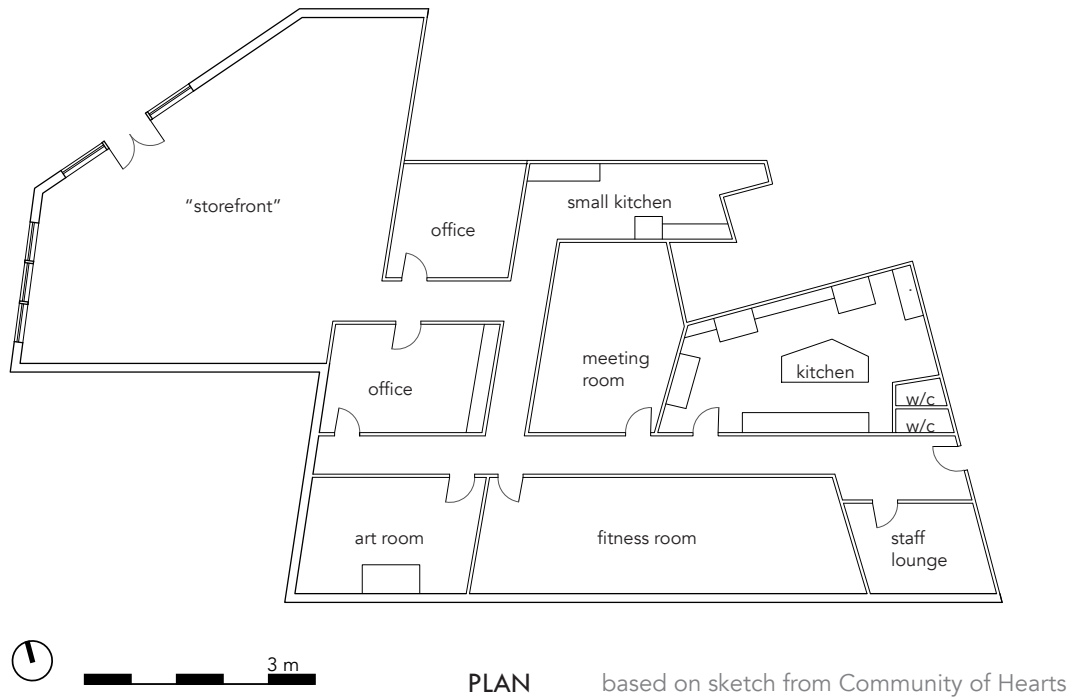 “storefront”
small kitchen
office
meeting
room
kitchen
office
w/c
w/c
art room
fitness room
staff
lounge
3 m
PLAN
based on sketch from Community of Hearts